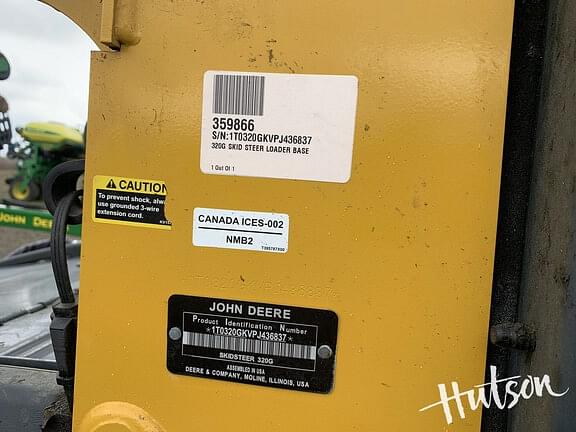 359866
S/N:1T0320GKVPJ436837
320G SKID STEER LOADER BASE
1 Out Of 1
CAUTION
To prevent shock, alwa
use grounded 3-wire
extension cord.
CANADA ICES-002
NMB2
JOHN DEERE
JOHN DEERE
Product Identification Number
*1T0320GKVPJ436837*
SKIDSTEER 320G
ASSEMBLED IN USA
DEERE & COMPANY, MOLINE, ILLINOIS, USA
Hutson